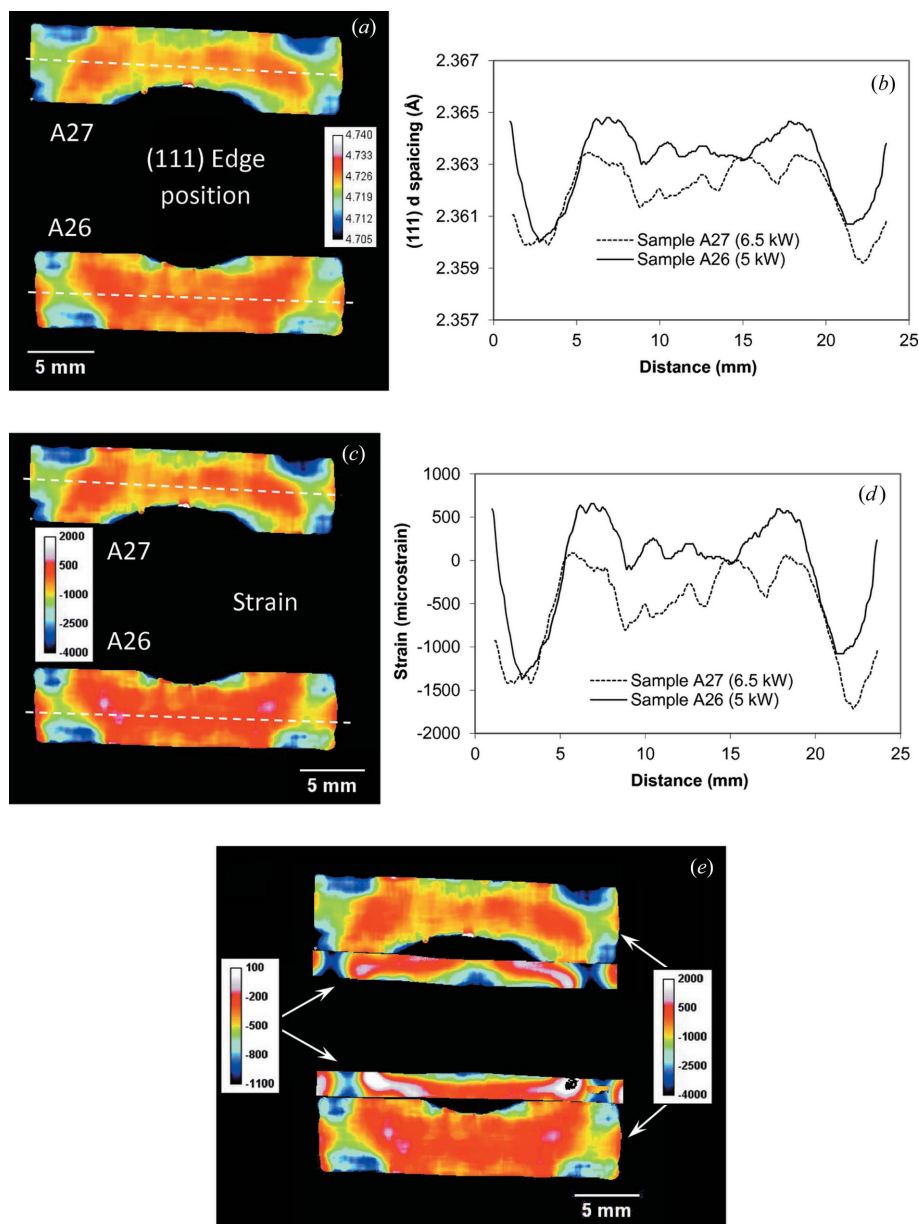 (a)
A27
(111) Edge
position
4.740
4.733
4.726
4.719
4.712
4.705
A26
5 mm
(b)
(111) d spaicing (Å)
2.367
2.365
2.363
2.361
2.359
2.357
Sample A27 (6.5 kW)
Sample A26 (5 kW)
0 5 10 15 20 25
Distance (mm)
(c)
2000
500
-1000
-2500
-4000
A27
Strain
A26
5 mm
(d)
Strain (microstrain)
1000
500
0
-500
-1000
-1500
-2000
Sample A27 (6.5 kW)
Sample A26 (5 kW)
0 5 10 15 20 25
Distance (mm)
(e)
100
-200
-500
-800
-1100
2000
500
-1000
-2500
-4000
5 mm